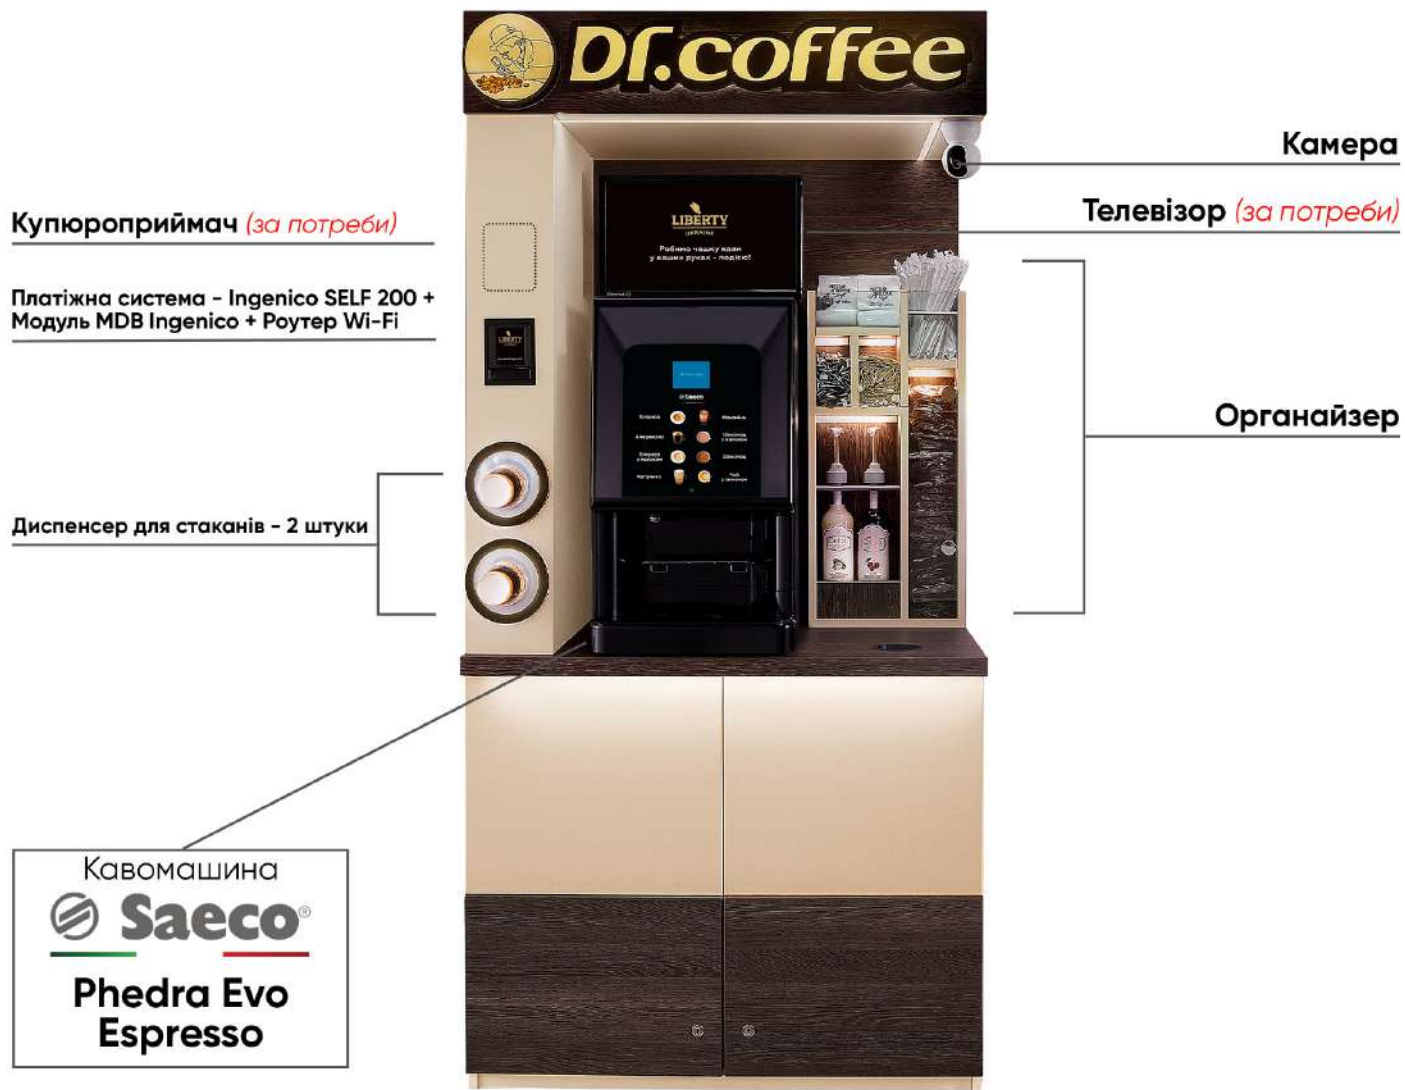 Dr.coffee
Камера
Купюроприймач (за потреби)
Телевізор (за потреби)
LIBERTY
UKRAINE
Робимо чашку кави
у ваших руках - подією!
Платіжна система - Ingenico SELF 200 +
Модуль MDB Ingenico + Роутер Wi-Fi
LIBERTY
Saeco
Органайзер
Диспенсер для стаканів - 2 штуки
Кавомашина
Saeco®
Phedra Evo
Espresso